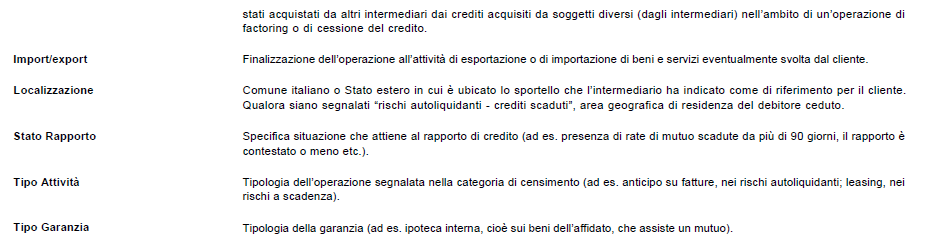 stati acquistati da altri intermediari dai crediti acquisiti da soggetti diversi (dagli intermediari) nell'ambito di un'operazione di
factoring o di cessione del credito.
Import/export Finalizzazione dell'operazione all'attività di esportazione o di importazione di beni e servizi eventualmente svolta dal cliente.
Localizzazione Comune italiano o Stato estero in cui è ubicato lo sportello che l'intermediario ha indicato come di riferimento per il cliente.
Qualora siano segnalati "rischi autoliquidanti - crediti scaduti", area geografica di residenza del debitore ceduto.
Stato Rapporto Specifica situazione che attiene al rapporto di credito (ad es. presenza di rate di mutuo scadute da più di 90 giorni, il rapporto è
contestato o meno etc.).
Tipo Attività Tipologia dell'operazione segnalata nella categoria di censimento (ad es. anticipo su fatture, nei rischi autoliquidanti; leasing, nei
rischi a scadenza).
Tipo Garanzia Tipologia della garanzia (ad es. ipoteca interna, cioè sui beni dell'affidato, che assiste un mutuo).